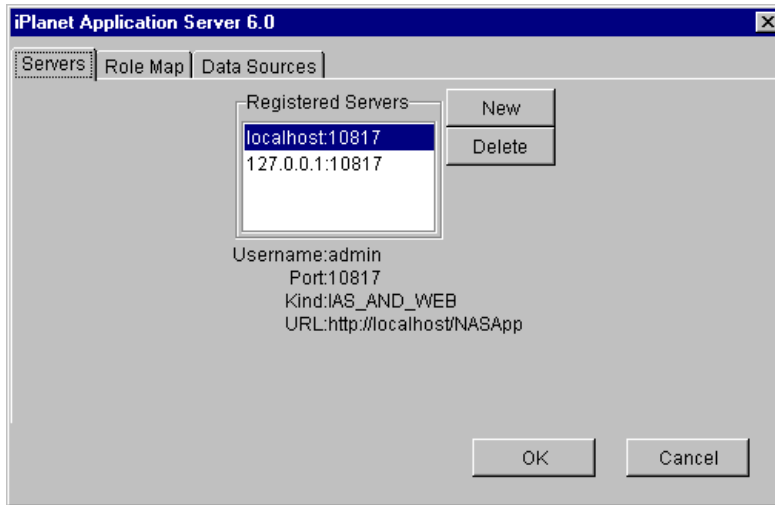 iPlanet Application Server 6.0
Servers Role Map Data Sources
Registered Servers
New
localhost:10817
Delete
127.0.0.1:10817
Username:admin
Port:10817
Kind:IAS_AND_WEB
URL:http://localhost/NASApp
OK Cancel